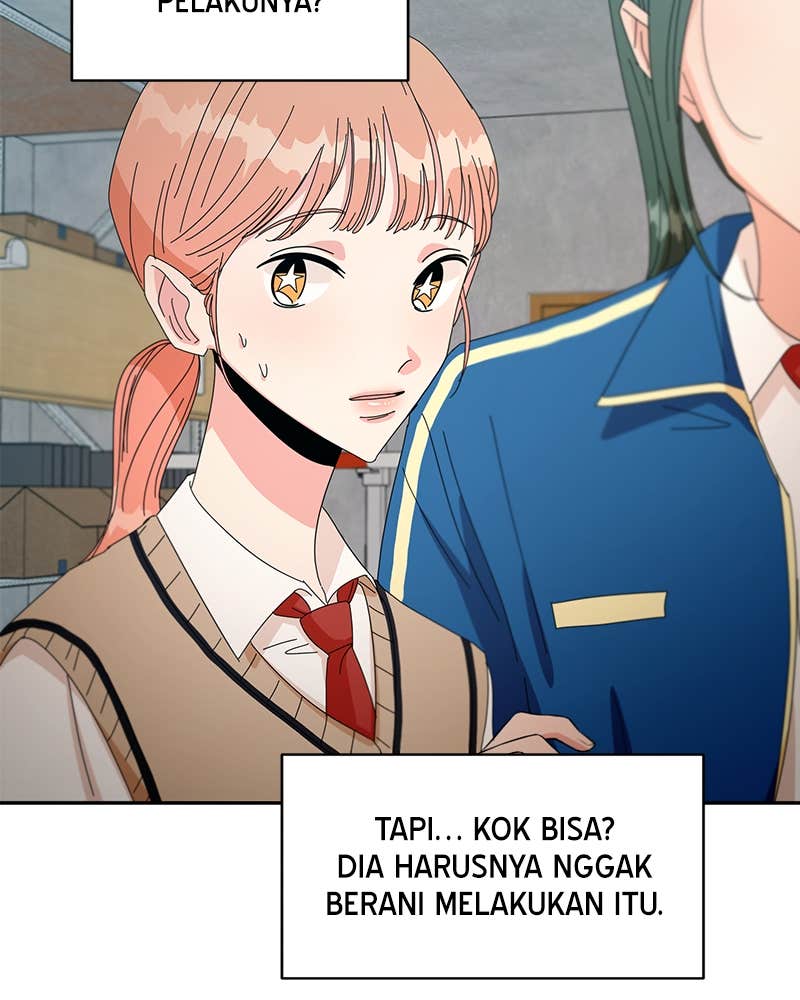 PELAKUNYA?
TAPI... KOK BISA?
DIA HARUSNYA NGGAK
BERANI MELAKUKAN ITU.